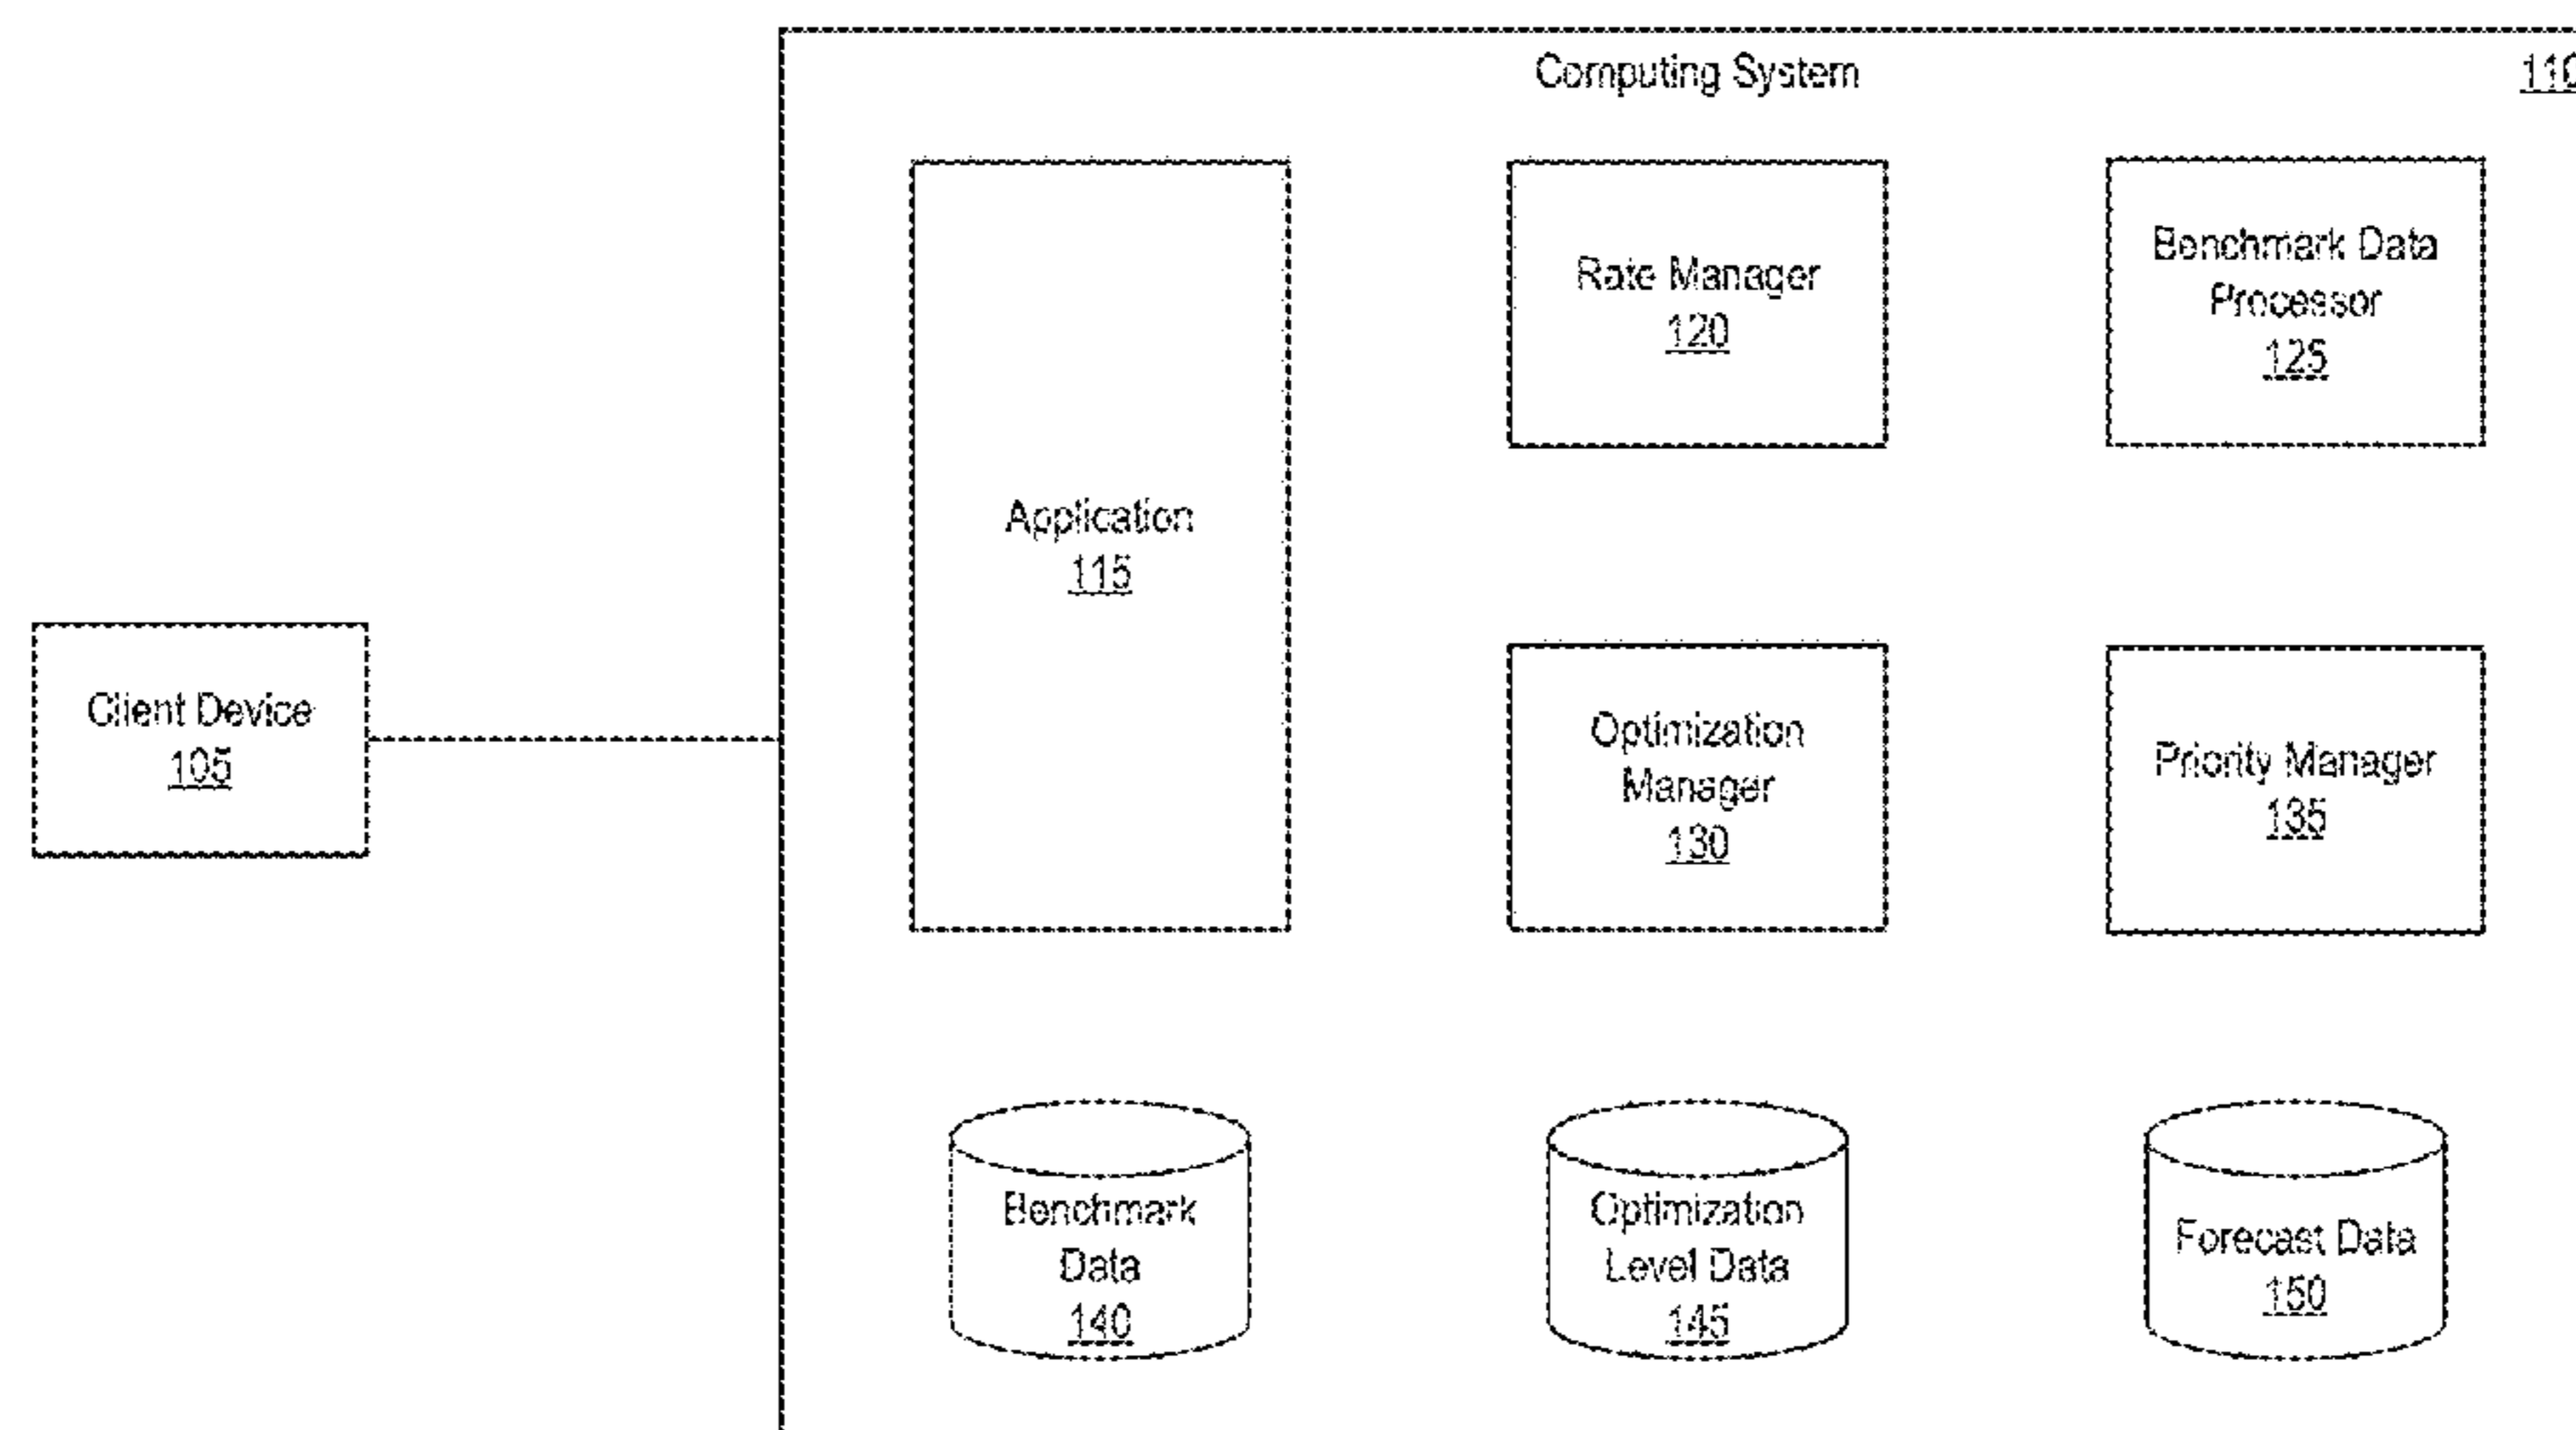 Computing System
110
Application
115
Rate Manager
120
Benchmark Data
Processor
125
Client Device
105
Optimization
Manager
130
Priority Manager
135
Benchmark
Data
140
Optimization
Level Data
145
Forecast Data
150